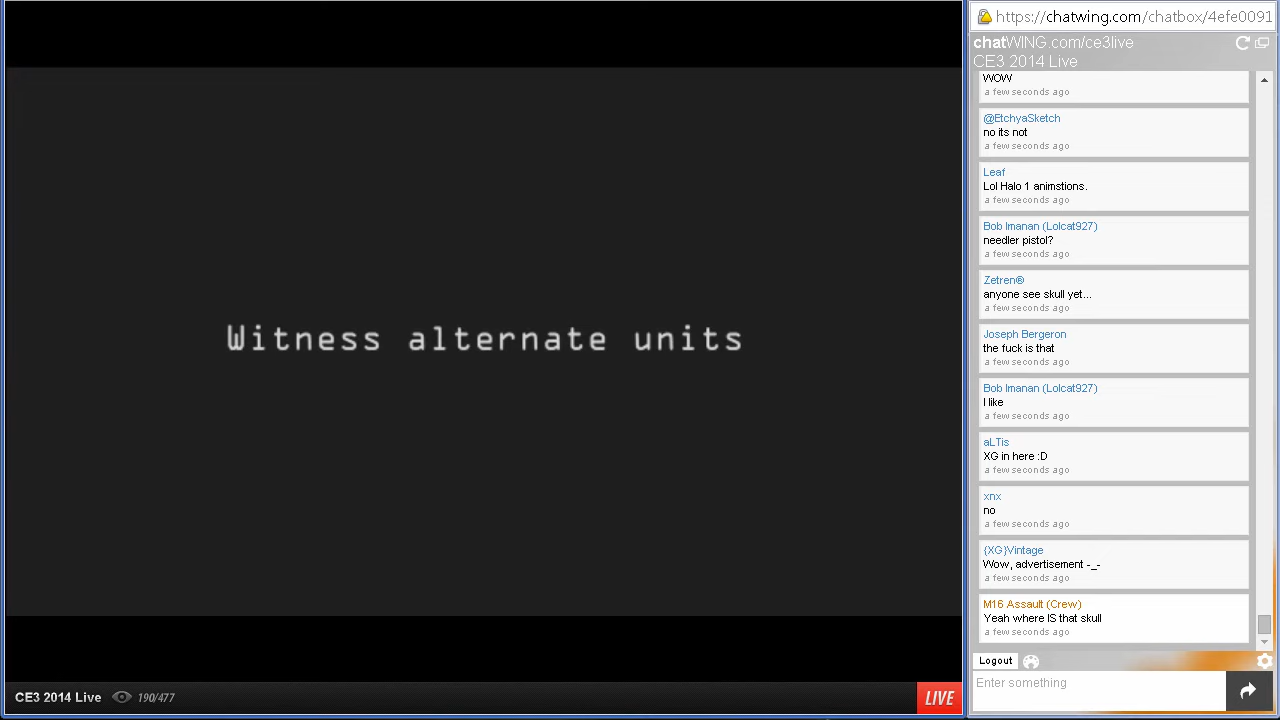 Witness alternate units
CE3 2014 Live 190/477
LIVE
https://chatwing.com/chatbox/4efe0091
chatWING.com/ce3live
CE3 2014 Live
WOW
a few seconds ago
@EtchyaSketch
no its not
a few seconds ago
Leaf
Lol Halo 1 animstions.
a few seconds ago
Bob Imanan (Lolcat927)
needler pistol?
a few seconds ago
Zetren®
anyone see skull yet...
a few seconds ago
Joseph Bergeron
the fuck is that
a few seconds ago
Bob Imanan (Lolcat927)
I like
a few seconds ago
aLTis
XG in here :D
a few seconds ago
xnx
no
a few seconds ago
{XG}Vintage
Wow, advertisement -_-
a few seconds ago
M16 Assault (Crew)
Yeah where IS that skull
a few seconds ago
Logout
Enter something